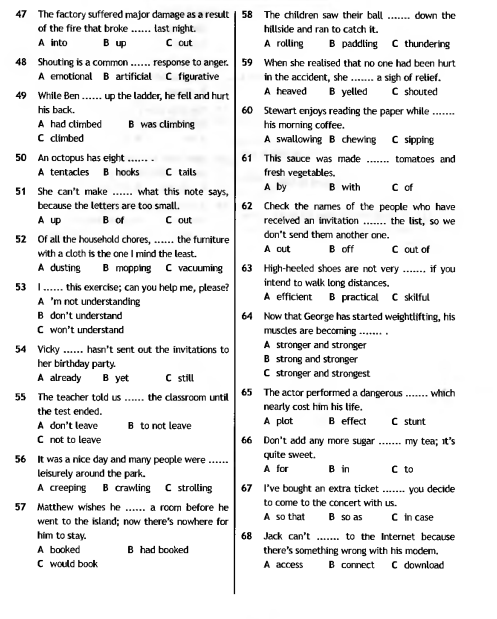 47 The factory suffered major damage as a result
of the fire that broke ...... last night.
A into B up C out
48 Shouting is a common ...... response to anger.
A emotional B artificial C figurative
49 While Ben ...... up the ladder, he fell and hurt
his back.
A had climbed B was climbing
C climbed
50 An octopus has eight ...... .
A tentacles B hooks C tails
51 She can't make ...... what this note says,
because the letters are too small.
A up B of C out
52 Of all the household chores, ...... the furniture
with a cloth is the one I mind the least.
A dusting B mopping C vacuuming
53 I ...... this exercise; can you help me, please?
A 'm not understanding
B don't understand
C won't understand
54 Vicky ...... hasn't sent out the invitations to
her birthday party.
A already B yet C still
55 The teacher told us ...... the classroom until
the test ended.
A don't leave B to not leave
C not to leave
56 It was a nice day and many people were ......
leisurely around the park.
A creeping B crawling C strolling
57 Matthew wishes he ...... a room before he
went to the island; now there's nowhere for
him to stay.
A booked B had booked
C would book
58 The children saw their ball ....... down the
hillside and ran to catch it.
A rolling B paddling C thundering
59 When she realised that no one had been hurt
in the accident, she ....... a sigh of relief.
A heaved B yelled C shouted
60 Stewart enjoys reading the paper while .......
his morning coffee.
A swallowing B chewing C sipping
61 This sauce was made ....... tomatoes and
fresh vegetables.
A by B with C of
62 Check the names of the people who have
received an invitation ....... the list, so we
don't send them another one.
A out B off C out of
63 High-heeled shoes are not very ....... if you
intend to walk long distances.
A efficient B practical C skilful
64 Now that George has started weightlifting, his
muscles are becoming ....... .
A stronger and stronger
B strong and stronger
C stronger and strongest
65 The actor performed a dangerous ....... which
nearly cost him his life.
A plot B effect C stunt
66 Don't add any more sugar ....... my tea; it's
quite sweet.
A for B in C to
67 I've bought an extra ticket ....... you decide
to come to the concert with us.
A so that B so as C in case
68 Jack can't ....... to the Internet because
there's something wrong with his modem.
A access B connect C download